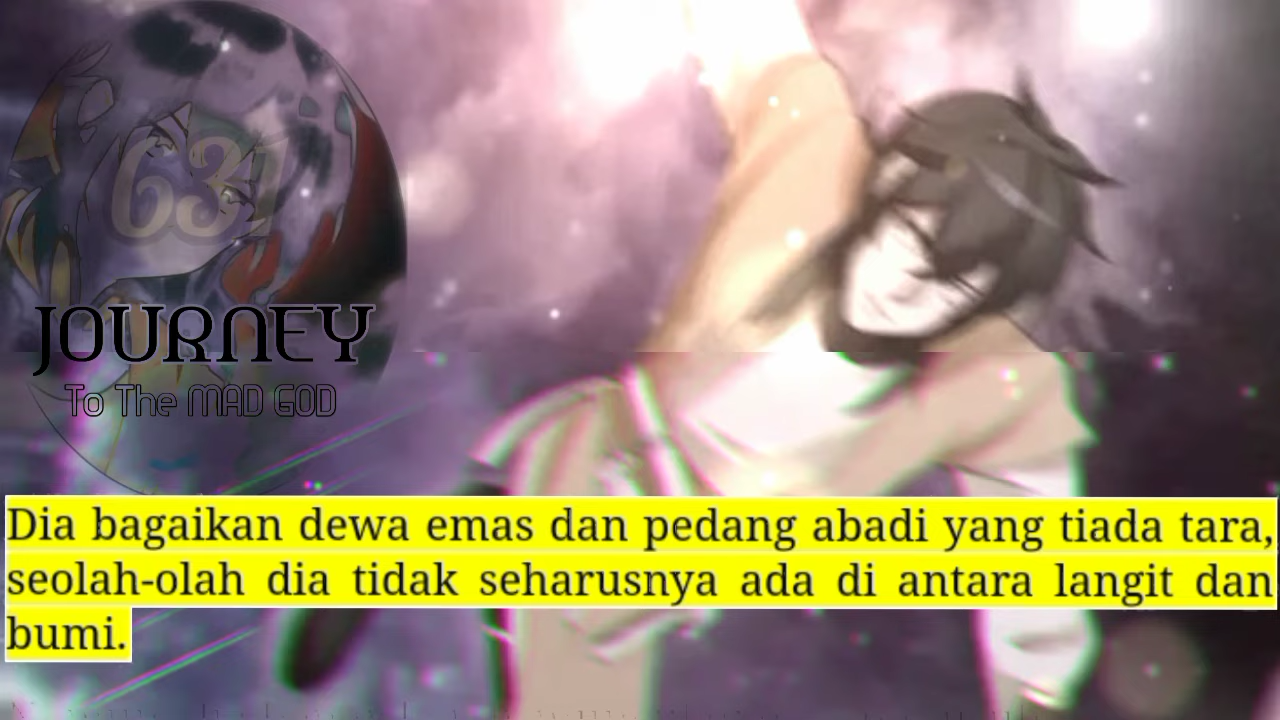 631
JOURNEY
To The MAD GOD
Dia bagaikan dewa emas dan pedang abadi yang tiada tara,
seolah-olah dia tidak seharusnya ada di antara langit dan
bumi.